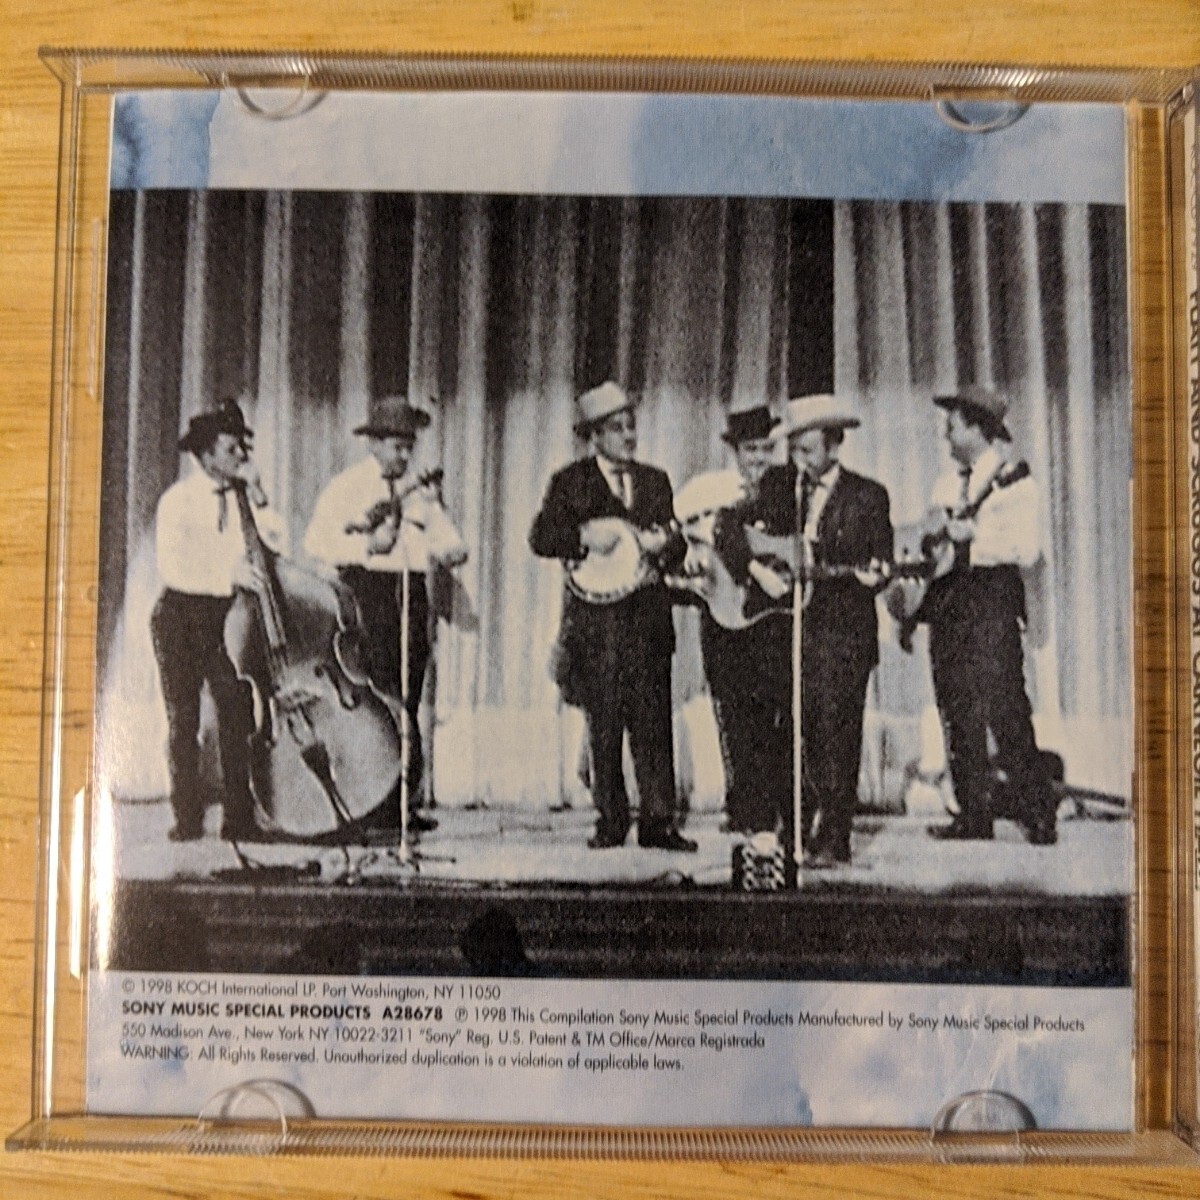 © 1998 KOCH International LP. Port Washington, NY 11050
SONY MUSIC SPECIAL PRODUCTS A28678 ℗ 1998 This Compilation Sony Music Special Products Manufactured by Sony Music Special Products
550 Madison Ave., New York NY 10022-3211 "Sony" Reg. U.S. Patent & TM Office/Marca Registrada
WARNING: All Rights Reserved. Unauthorized duplication is a violation of applicable laws.